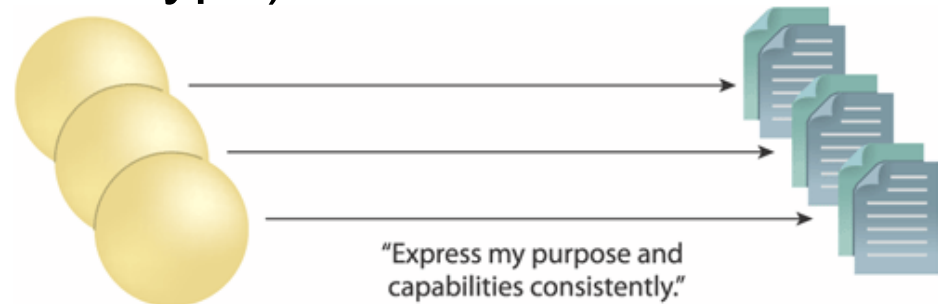 “Express my purpose and
capabilities consistently.”